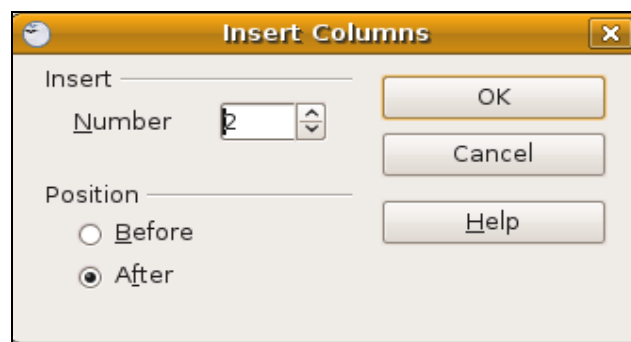 Insert Columns
Insert
Number 2
OK
Cancel
Position
Before
Help
After